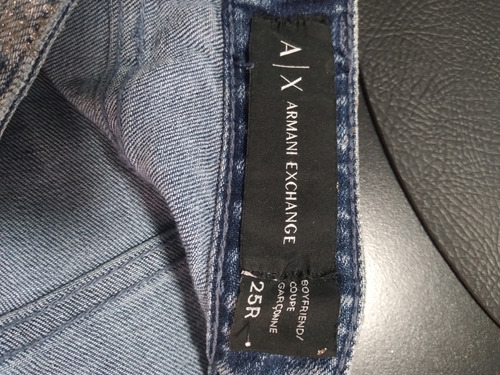 A|X ARMANI EXCHANGE
BOYFRIEND/
COUPE
GARÇONNE
25R